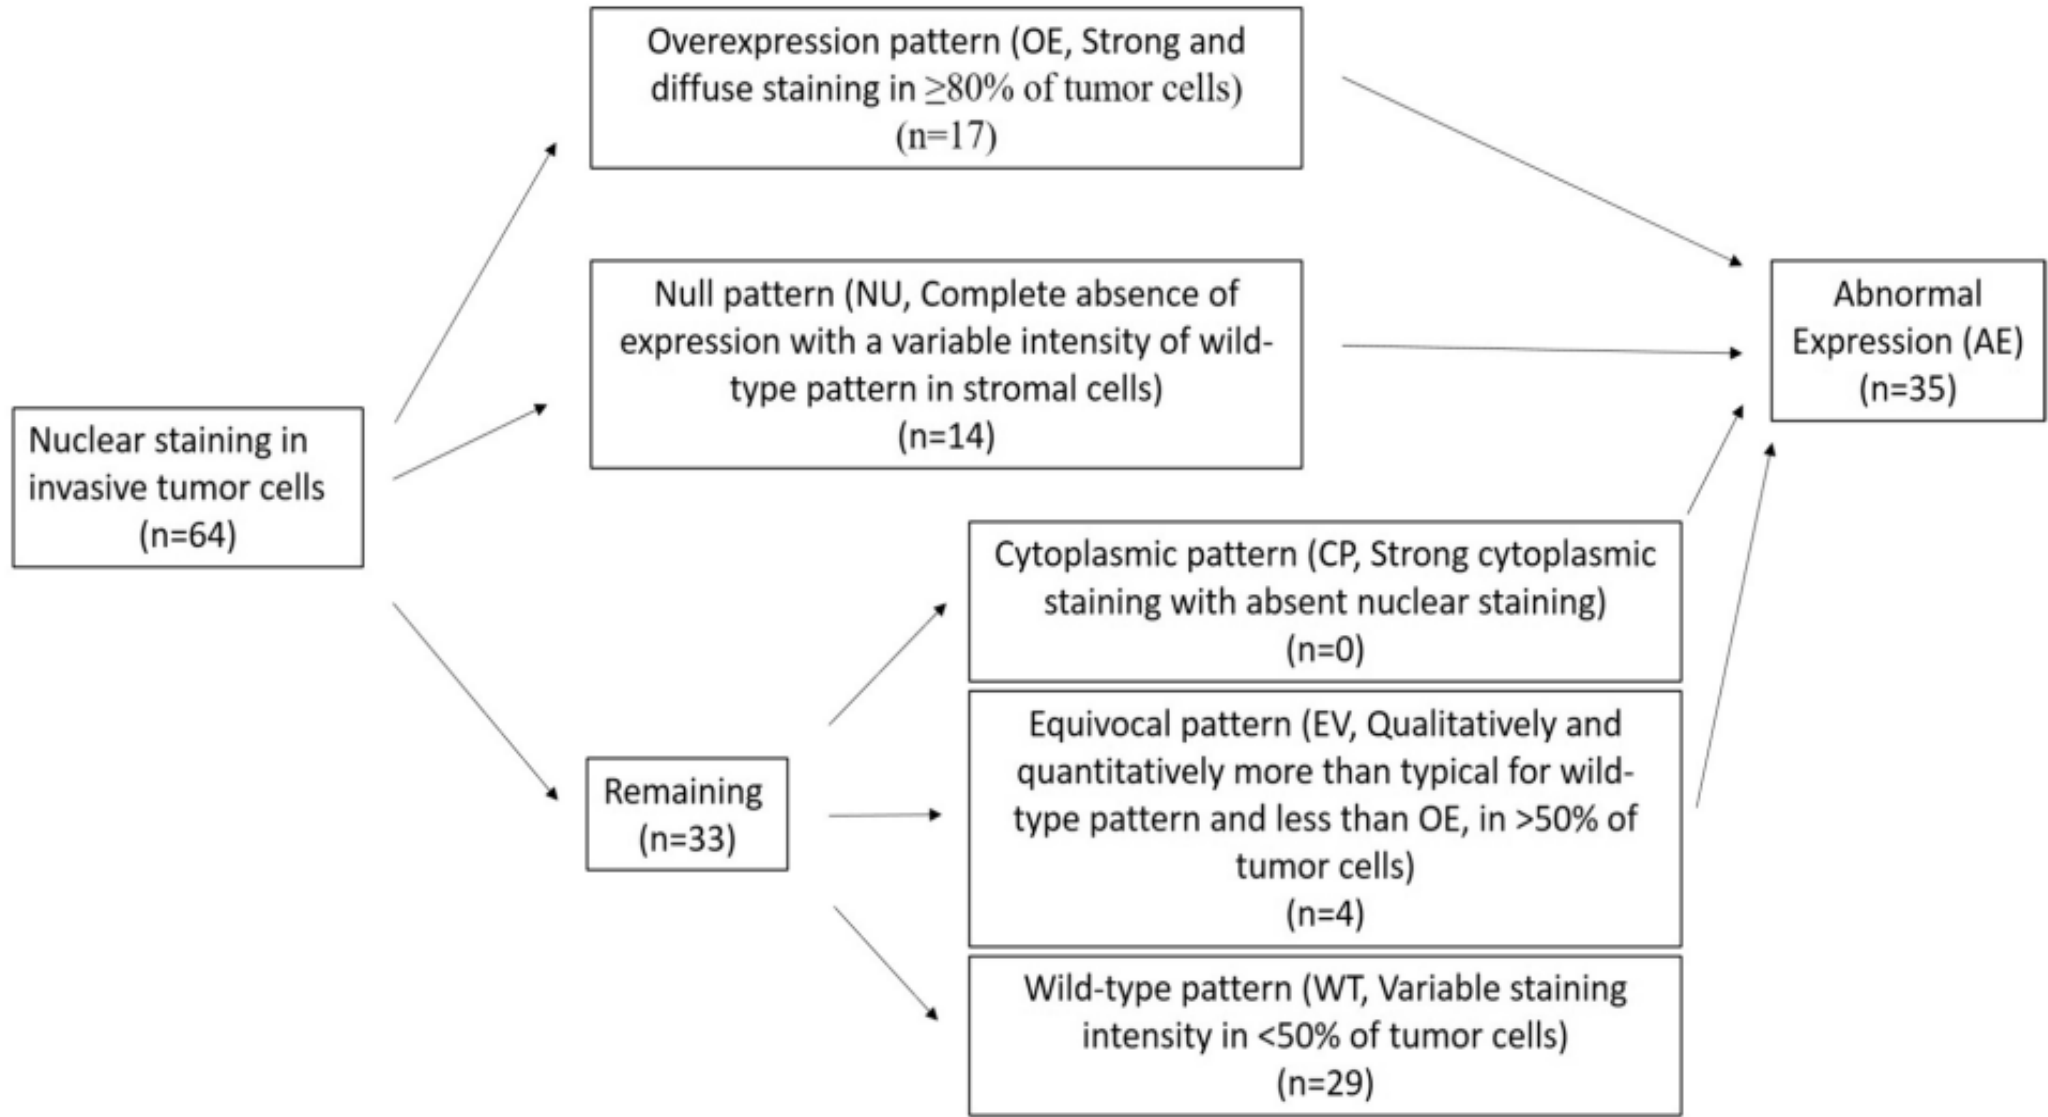 Overexpression pattern (OE, Strong and
diffuse staining in ≥80% of tumor cells)
(n=17)
Null pattern (NU, Complete absence of
expression with a variable intensity of wild-
type pattern in stromal cells)
(n=14)
Abnormal
Expression (AE)
(n=35)
Nuclear staining in
invasive tumor cells
(n=64)
Cytoplasmic pattern (CP, Strong cytoplasmic
staining with absent nuclear staining)
(n=0)
Remaining
(n=33)
Equivocal pattern (EV, Qualitatively and
quantitatively more than typical for wild-
type pattern and less than OE, in >50% of
tumor cells)
(n=4)
Wild-type pattern (WT, Variable staining
intensity in <50% of tumor cells)
(n=29)